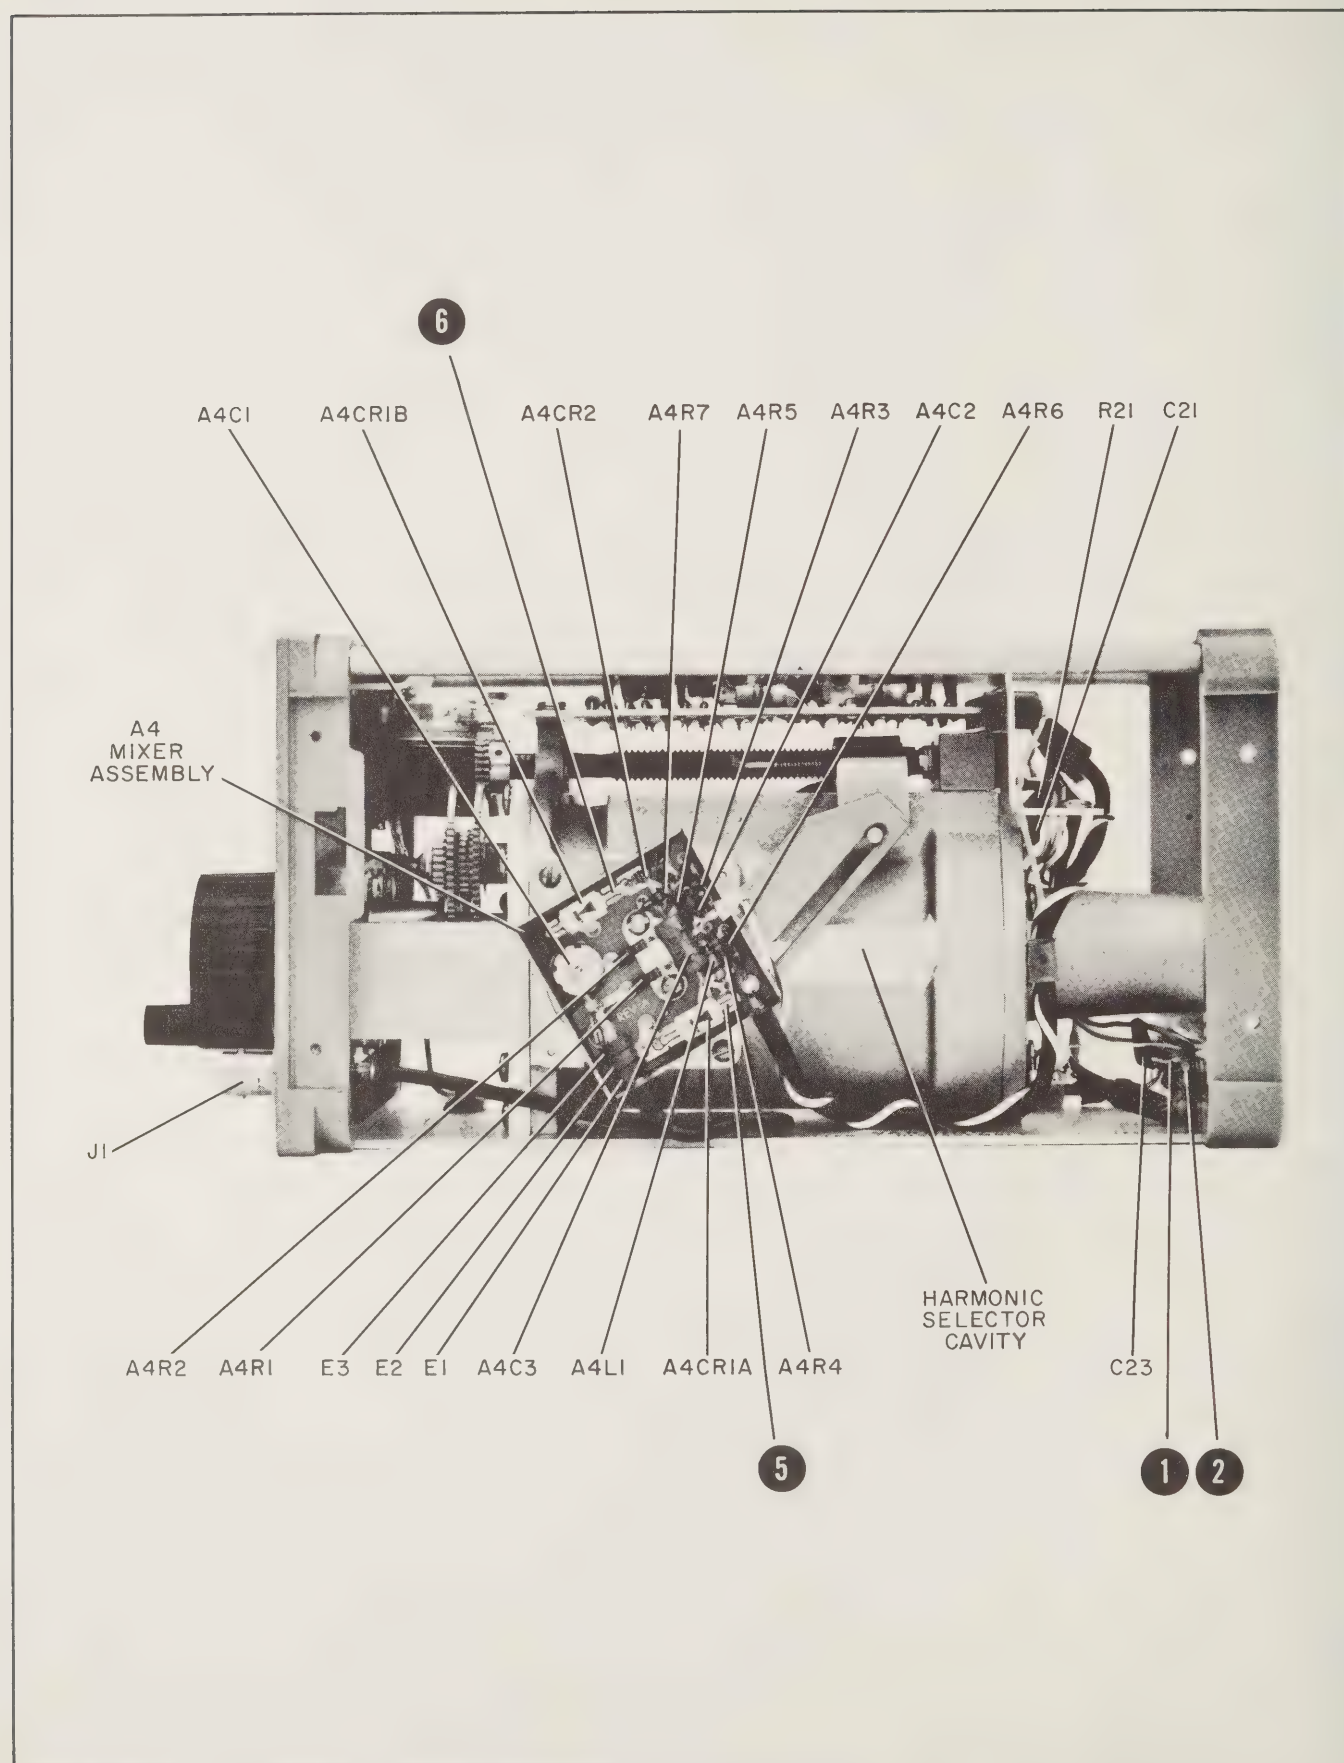 6
A4C1 A4CR1B A4CR2 A4R7 A4R5 A4R3 A4C2 A4R6 R21 C21
A4
MIXER
ASSEMBLY
J1
HARMONIC
SELECTOR
CAVITY
A4R2 A4R1 E3 E2 E1 A4C3 A4L1 A4CR1A A4R4 C23
5 1 2